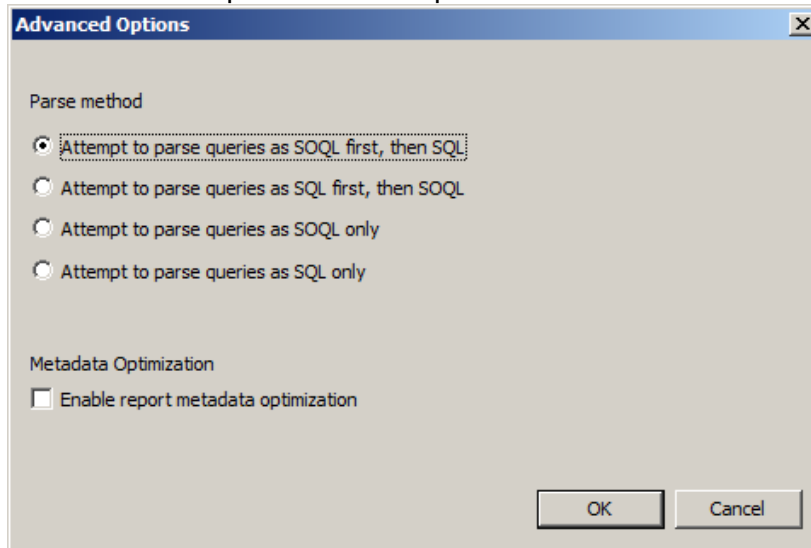 Advanced Options
Parse method
Attempt to parse queries as SOQL first, then SQL
Attempt to parse queries as SQL first, then SOQL
Attempt to parse queries as SOQL only
Attempt to parse queries as SQL only
Metadata Optimization
Enable report metadata optimization
OK Cancel